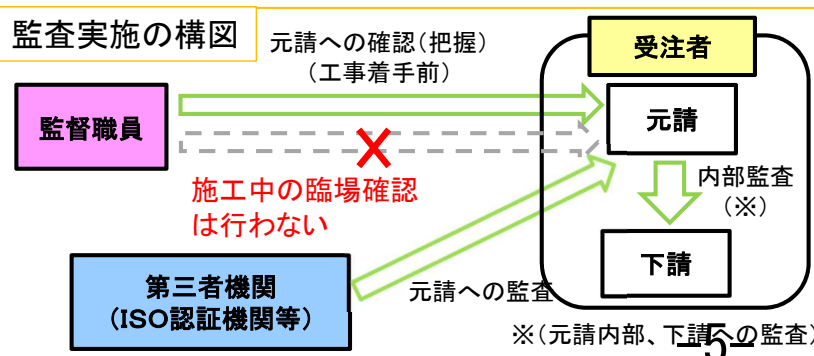 監査実施の構図
元請への確認(把握)
(工事着手前)
受注者
監督職員
元請
施工中の臨場確認
は行わない
内部監査
(※)
下請
第三者機関
(ISO認証機関等)
元請への監査
※(元請内部、下請への監査)
-5-